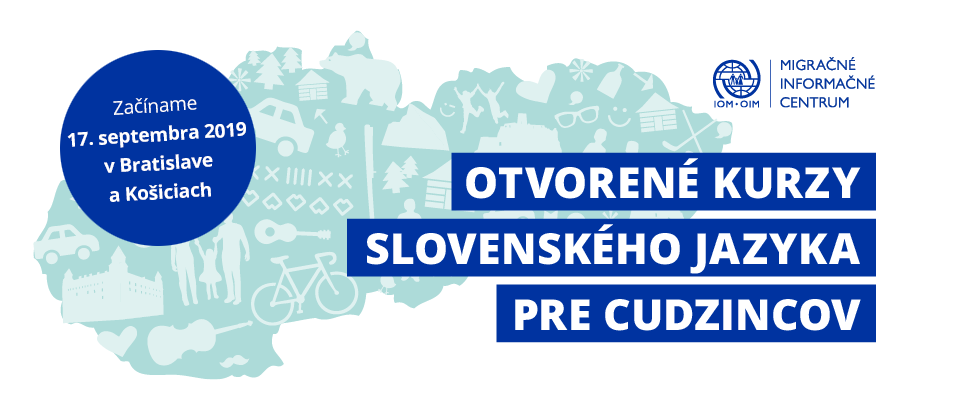 Začíname
17. septembra 2019
v Bratislave
a Košiciach
IOM • OIM
MIGRAČNÉ
INFORMAČNÉ
CENTRUM
OTVORENÉ KURZY
SLOVENSKÉHO JAZYKA
PRE CUDZINCOV